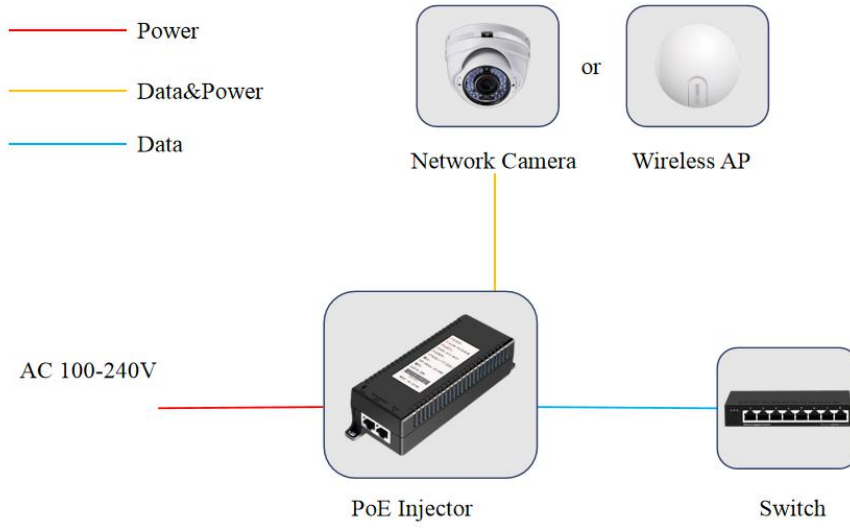 Power
Data&Power
Data
or
Network Camera
Wireless AP
AC 100-240V
PoE Injector
Switch